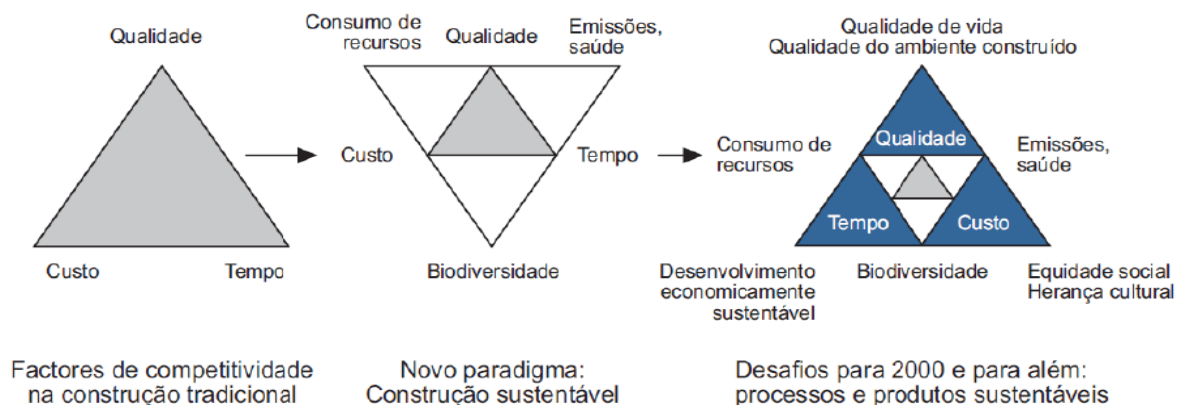 Qualidade
Custo
Tempo
Factores de competitividade
na construção tradicional
Consumo de
recursos
Qualidade
Emissões,
saúde
Custo
Tempo
Biodiversidade
Novo paradigma:
Construção sustentável
Qualidade de vida
Qualidade do ambiente construído
Consumo de
recursos
Qualidade
Emissões,
saúde
Tempo
Custo
Desenvolvimento
economicamente
sustentável
Biodiversidade
Equidade social
Herança cultural
Desafios para 2000 e para além:
processos e produtos sustentáveis